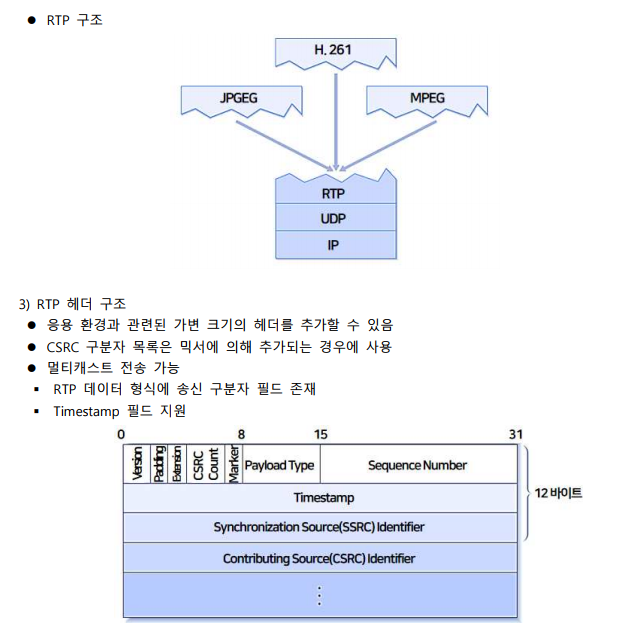 ● RTP 구조
H. 261
JPGEG
MPEG
RTP
UDP
IP
3) RTP 헤더 구조
● 응용 환경과 관련된 가변 크기의 헤더를 추가할 수 있음
● CSRC 구분자 목록은 믹서에 의해 추가되는 경우에 사용
● 멀티캐스트 전송 가능
▪ RTP 데이터 형식에 송신 구분자 필드 존재
▪ Timestamp 필드 지원
0 8 15 31
Version
Padding
Extension
CSRC
Count
Marker
Payload Type
Sequence Number
12 바이트
Timestamp
Synchronization Source(SSRC) Identifier
Contributing Source(CSRC) Identifier